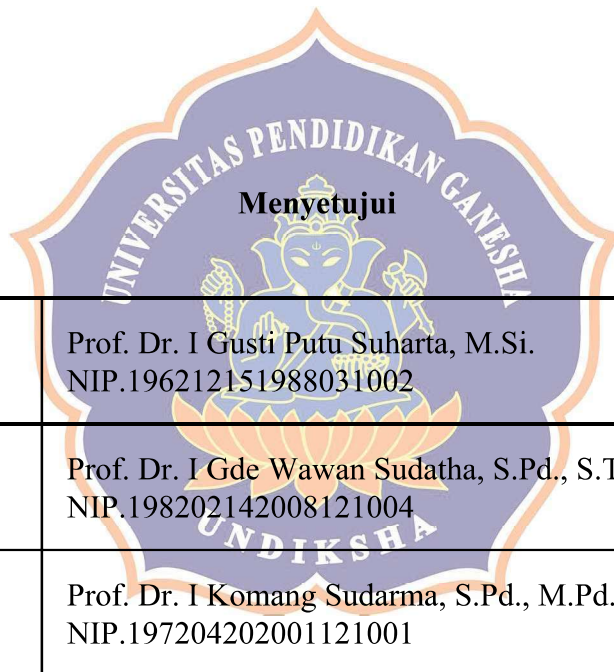 UNIVERSITAS PENDIDIKAN GANESHA
Menyetujui
Prof. Dr. I Gusti Putu Suharta, M.Si.
NIP.196212151988031002
Prof. Dr. I Gde Wawan Sudatha, S.Pd., S.T
NIP.198202142008121004
UNDIKSHA
Prof. Dr. I Komang Sudarma, S.Pd., M.Pd.
NIP.197204202001121001